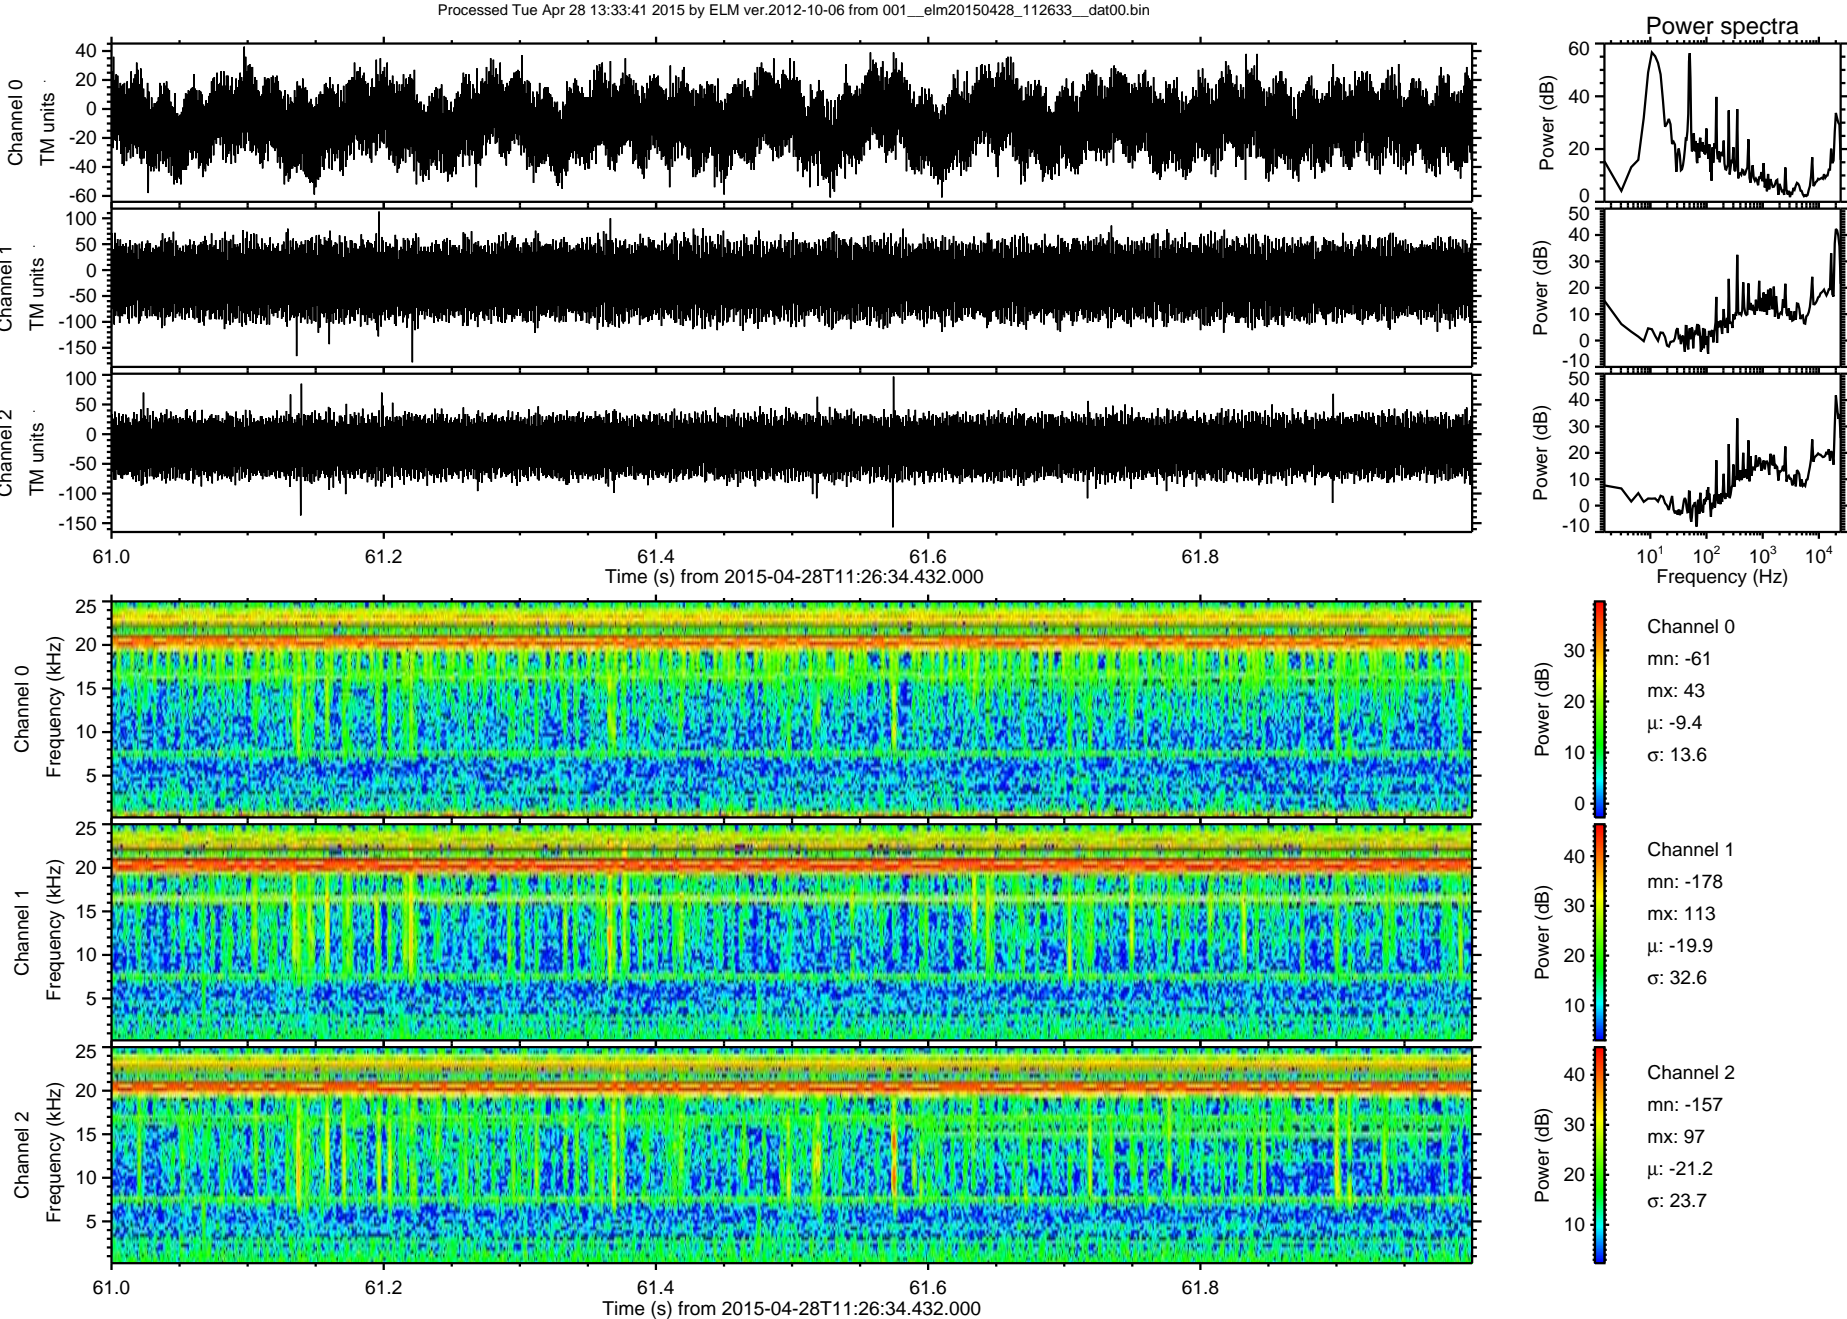 Processed Tue Apr 28 13:33:41 2015 by ELM ver.2012-10-06 from 001__elm20150428_112633__dat00.bin
Power spectra
Channel 0
TM units
40
20
0
-20
-40
-60
Power (dB)
60
40
20
0
Channel 1
TM units
100
50
0
-50
-100
-150
Power (dB)
50
40
30
20
10
0
-10
Channel 2
TM units
100
50
0
-50
-100
-150
Power (dB)
50
40
30
20
10
0
-10
61.0 61.2 61.4 61.6 61.8
Time (s) from 2015-04-28T11:26:34.432.000
10^1 10^2 10^3 10^4
Frequency (Hz)
Channel 0
Frequency (kHz)
25
20
15
10
5
Power (dB)
30
20
10
0
Channel 0
mn: -61
mx: 43
μ: -9.4
σ: 13.6
Channel 1
Frequency (kHz)
25
20
15
10
5
Power (dB)
40
30
20
10
Channel 1
mn: -178
mx: 113
μ: -19.9
σ: 32.6
Channel 2
Frequency (kHz)
25
20
15
10
5
Power (dB)
40
30
20
10
Channel 2
mn: -157
mx: 97
μ: -21.2
σ: 23.7
61.0 61.2 61.4 61.6 61.8
Time (s) from 2015-04-28T11:26:34.432.000